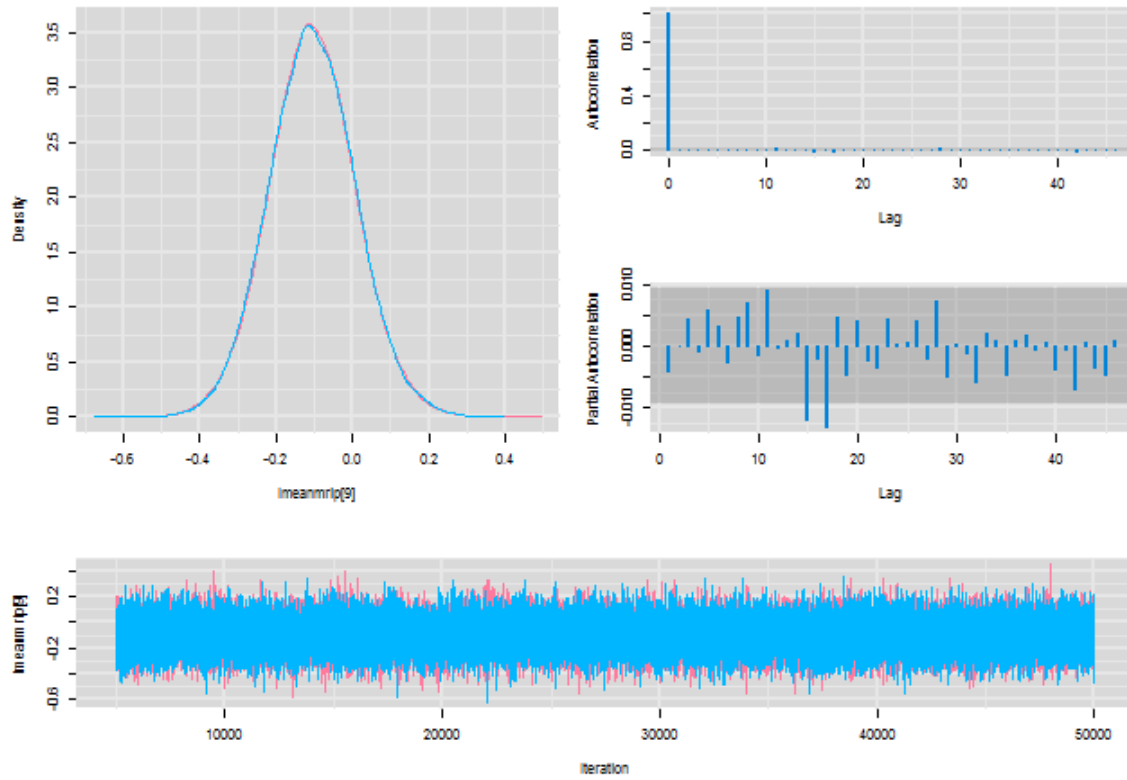 Density
0.0 0.5 1.0 1.5 2.0 2.5 3.0 3.5
-0.6 -0.4 -0.2 0.0 0.2 0.4
lmeanmrlp[9]
Autocorrelation
0.0 0.4 0.8
0 10 20 30 40
Lag
Partial Autocorrelation
-0.010 0.000 0.010
0 10 20 30 40
Lag
lmeanmrlp[9]
-0.6 -0.2 0.2
10000 20000 30000 40000 50000
Iteration